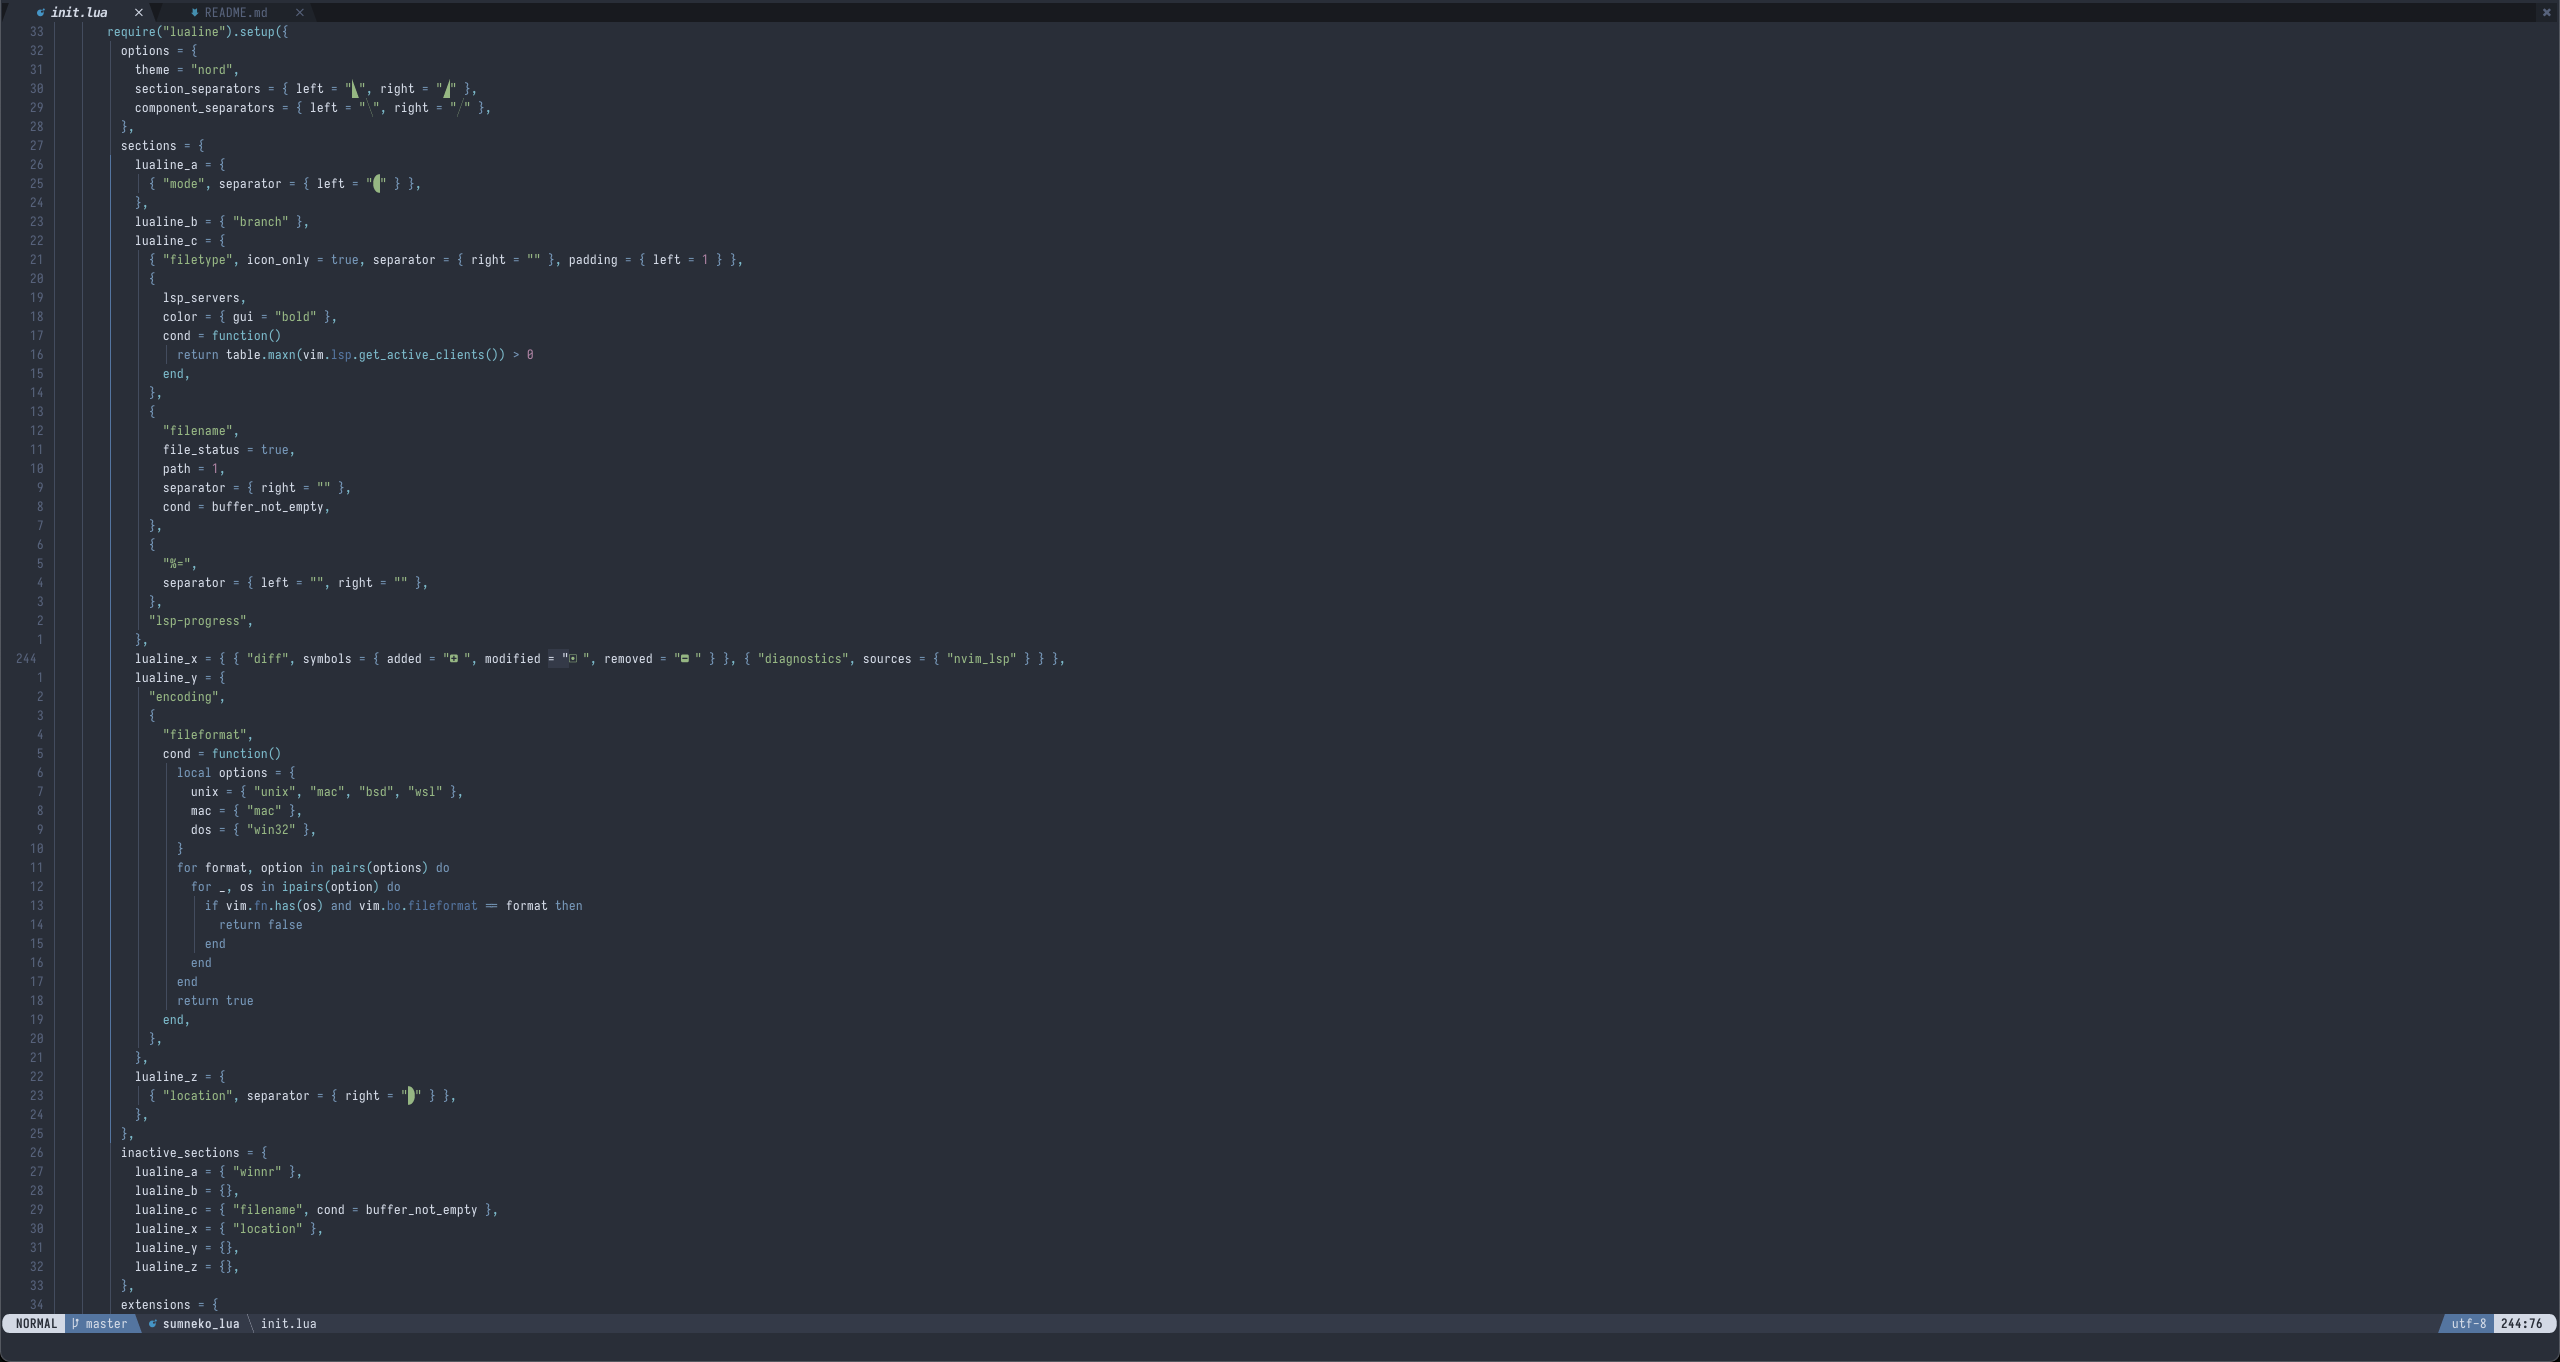 init.lua × README.md ×
33 require("lualine").setup({
32 options = {
31 theme = "nord",
30 section_separators = { left = "", right = "" },
29 component_separators = { left = "", right = "" },
28 },
27 sections = {
26 lualine_a = {
25 { "mode", separator = { left = "" } },
24 },
23 lualine_b = { "branch" },
22 lualine_c = {
21 { "filetype", icon_only = true, separator = { right = "" }, padding = { left = 1 } },
20 {
19 lsp_servers,
18 color = { gui = "bold" },
17 cond = function()
16 return table.maxn(vim.lsp.get_active_clients()) > 0
15 end,
14 },
13 {
12 "filename",
11 file_status = true,
10 path = 1,
9 separator = { right = "" },
8 cond = buffer_not_empty,
7 },
6 {
5 "%=",
4 separator = { left = "", right = "" },
3 },
2 "lsp-progress",
1 },
244 lualine_x = { { "diff", symbols = { added = " ", modified = " ", removed = " " } }, { "diagnostics", sources = { "nvim_lsp" } } },
1 lualine_y = {
2 "encoding",
3 {
4 "fileformat",
5 cond = function()
6 local options = {
7 unix = { "unix", "mac", "bsd", "wsl" },
8 mac = { "mac" },
9 dos = { "win32" },
10 }
11 for format, option in pairs(options) do
12 for _, os in ipairs(option) do
13 if vim.fn.has(os) and vim.bo.fileformat == format then
14 return false
15 end
16 end
17 end
18 return true
19 end,
20 },
21 },
22 lualine_z = {
23 { "location", separator = { right = "" } },
24 },
25 },
26 inactive_sections = {
27 lualine_a = { "winnr" },
28 lualine_b = {},
29 lualine_c = { "filename", cond = buffer_not_empty },
30 lualine_x = { "location" },
31 lualine_y = {},
32 lualine_z = {},
33 },
34 extensions = {
NORMAL master sumneko_lua init.lua utf-8 244:76